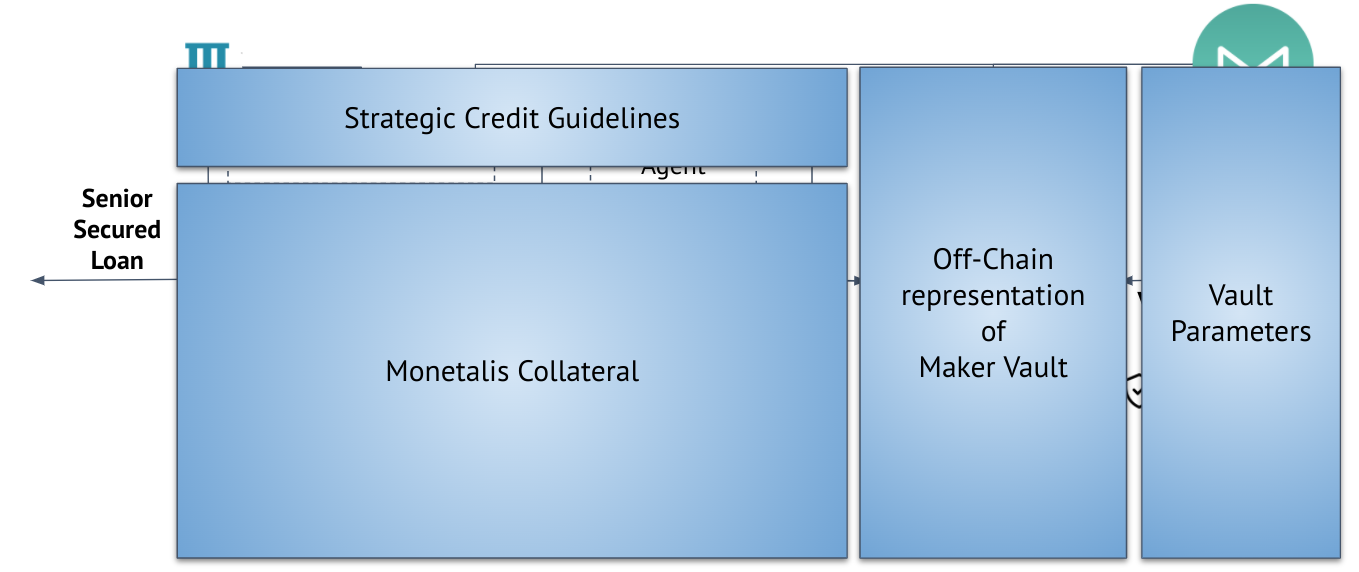 Strategic Credit Guidelines
Agent
Senior
Secured
Loan
Monetalis Collateral
Off-Chain
representation
of
Maker Vault
Vault
Parameters